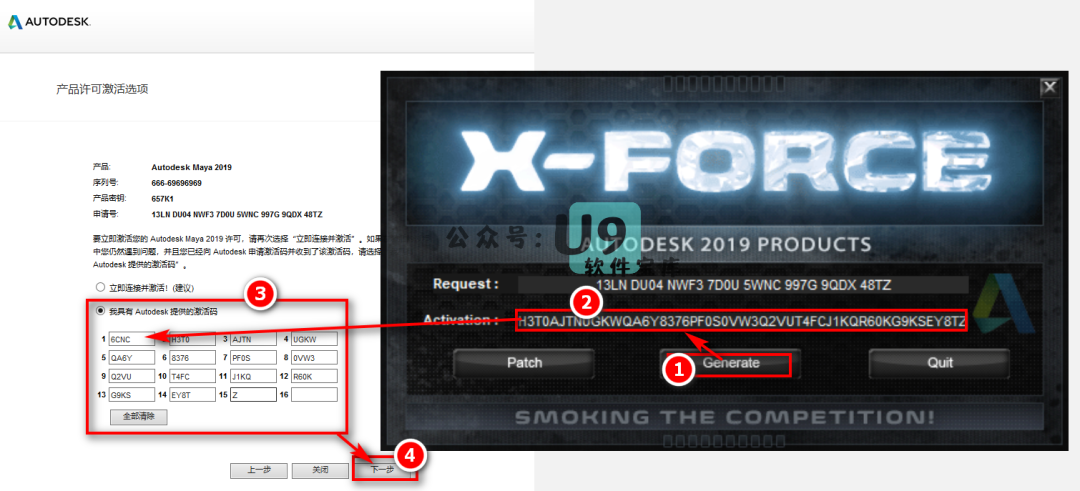 AUTODESK.
产品许可激活选项
产品: Autodesk Maya 2019
序列号: 666-69696969
产品密钥: 657K1
申请号: 13LN DU04 NWF3 7D0U 5WNC 997G 9QDX 48TZ
要立即激活您的 Autodesk Maya 2019 许可，请再次选择 “立即连接并激活”。如果
中您仍然遇到问题，并且您已经向 Autodesk 申请激活码并收到了该激活码，请选择
Autodesk 提供的激活码”。
立即连接并激活! (建议)
3
我具有 Autodesk 提供的激活码
1 6CNC H3T0 3 AJTN 4 UGKW
5 QA6Y 6 8376 7 PF0S 8 0VW3
9 Q2VU 10 T4FC 11 J1KQ 12 R60K
13 G9KS 14 EY8T 15 Z 16
全部清除
4
上一步 关闭 下一步
X
X-FORCE
公众号: U9
软件家
AUTODESK 2019 PRODUCTS
Request : 13LN DU04 NWF3 7D0U 5WNC 997G 9QDX 48TZ
2
Activation : H3T0AJTNUGKWQA6Y8376PF0S0VW3Q2VUT4FCJ1KQR60KG9KSEY8TZ
Patch 1 Generate Quit
SMOKING THE COMPETITION!